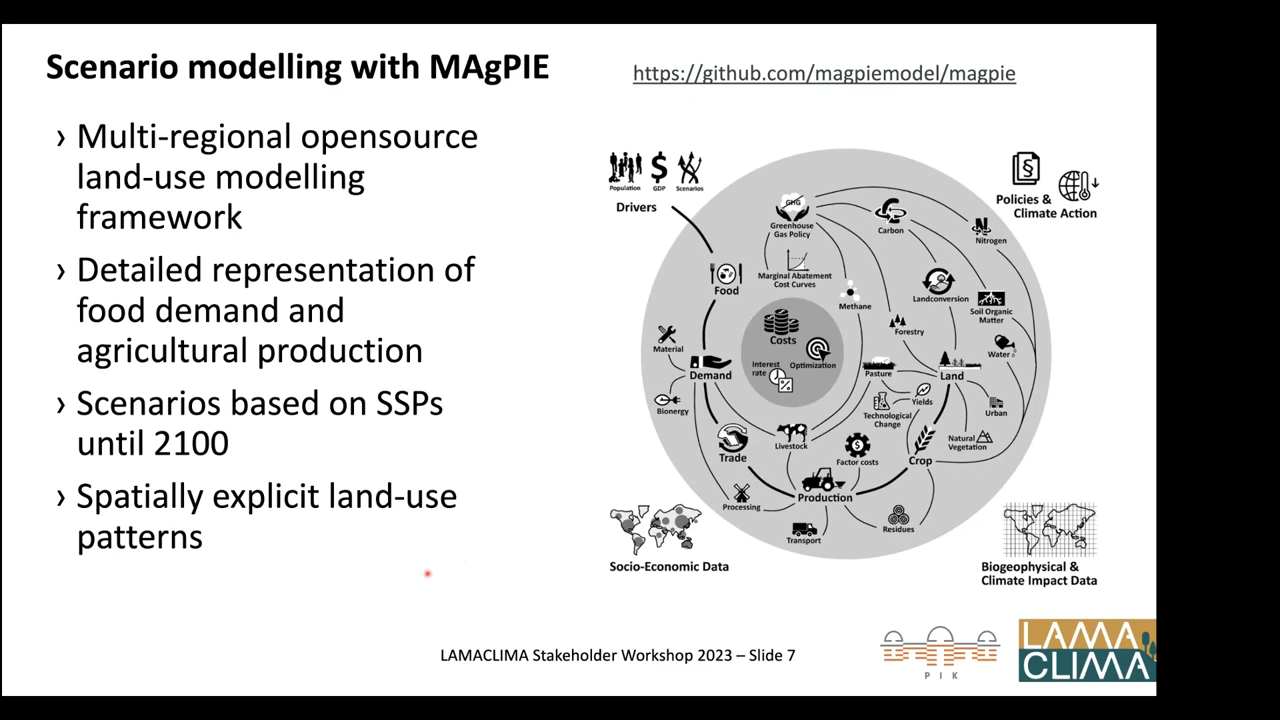 Scenario modelling with MAgPIE
https://github.com/magpiemodel/magpie
› Multi-regional opensource
land-use modelling
framework
› Detailed representation of
food demand and
agricultural production
› Scenarios based on SSPs
until 2100
› Spatially explicit land-use
patterns
$
Population
GDP
Scenarios
Drivers
§
Policies &
Climate Action
GHG
Greenhouse
Gas Policy
Carbon
N
Nitrogen
Marginal Abatement
Cost Curves
Food
Methane
Landconversion
Soil Organic
Matter
Forestry
Costs
Material
Water
Interest
rate
%
Optimization
Demand
Pasture
Land
Bionergy
Technological
Change
Yields
Urban
Trade
Livestock
$
Factor costs
Crop
Natural
Vegetation
Production
Processing
Transport
Residues
Socio-Economic Data
Biogeophysical &
Climate Impact Data
LAMACLIMA Stakeholder Workshop 2023 – Slide 7
PIK
LAMA
CLIMA